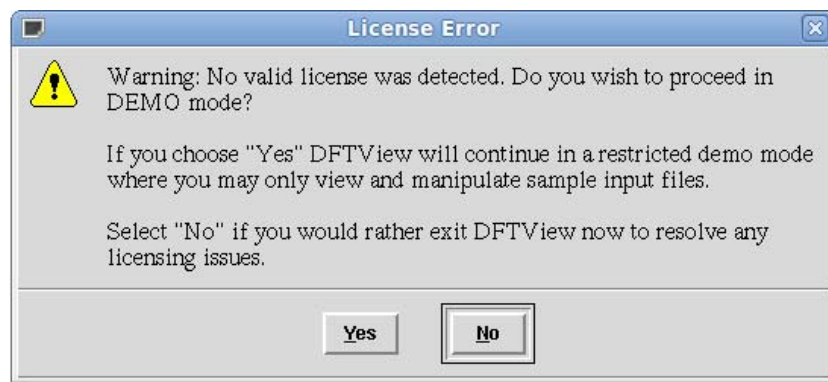 License Error
Warning: No valid license was detected. Do you wish to proceed in
DEMO mode?
If you choose "Yes" DFTView will continue in a restricted demo mode
where you may only view and manipulate sample input files.
Select "No" if you would rather exit DFTView now to resolve any
licensing issues.
Yes No